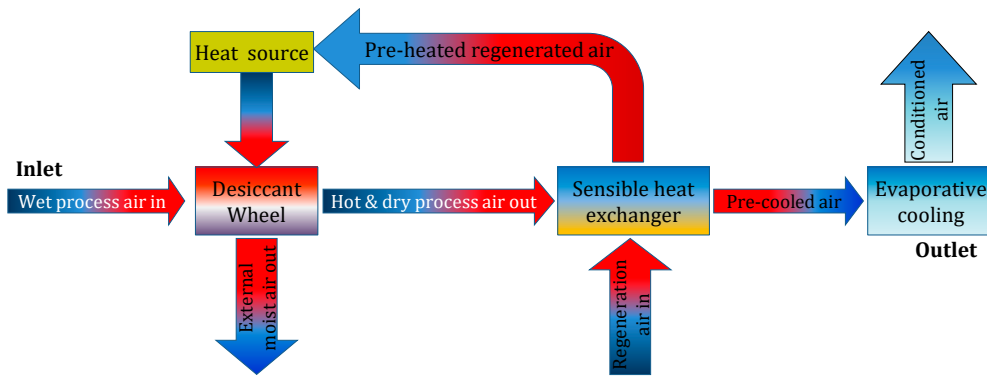 Heat source
Pre-heated regenerated air
Conditioned
air
Inlet
Wet process air in
Desiccant
Wheel
Hot & dry process air out
Sensible heat
exchanger
Pre-cooled air
Evaporative
cooling
Outlet
External
moist air out
Regeneration
air in